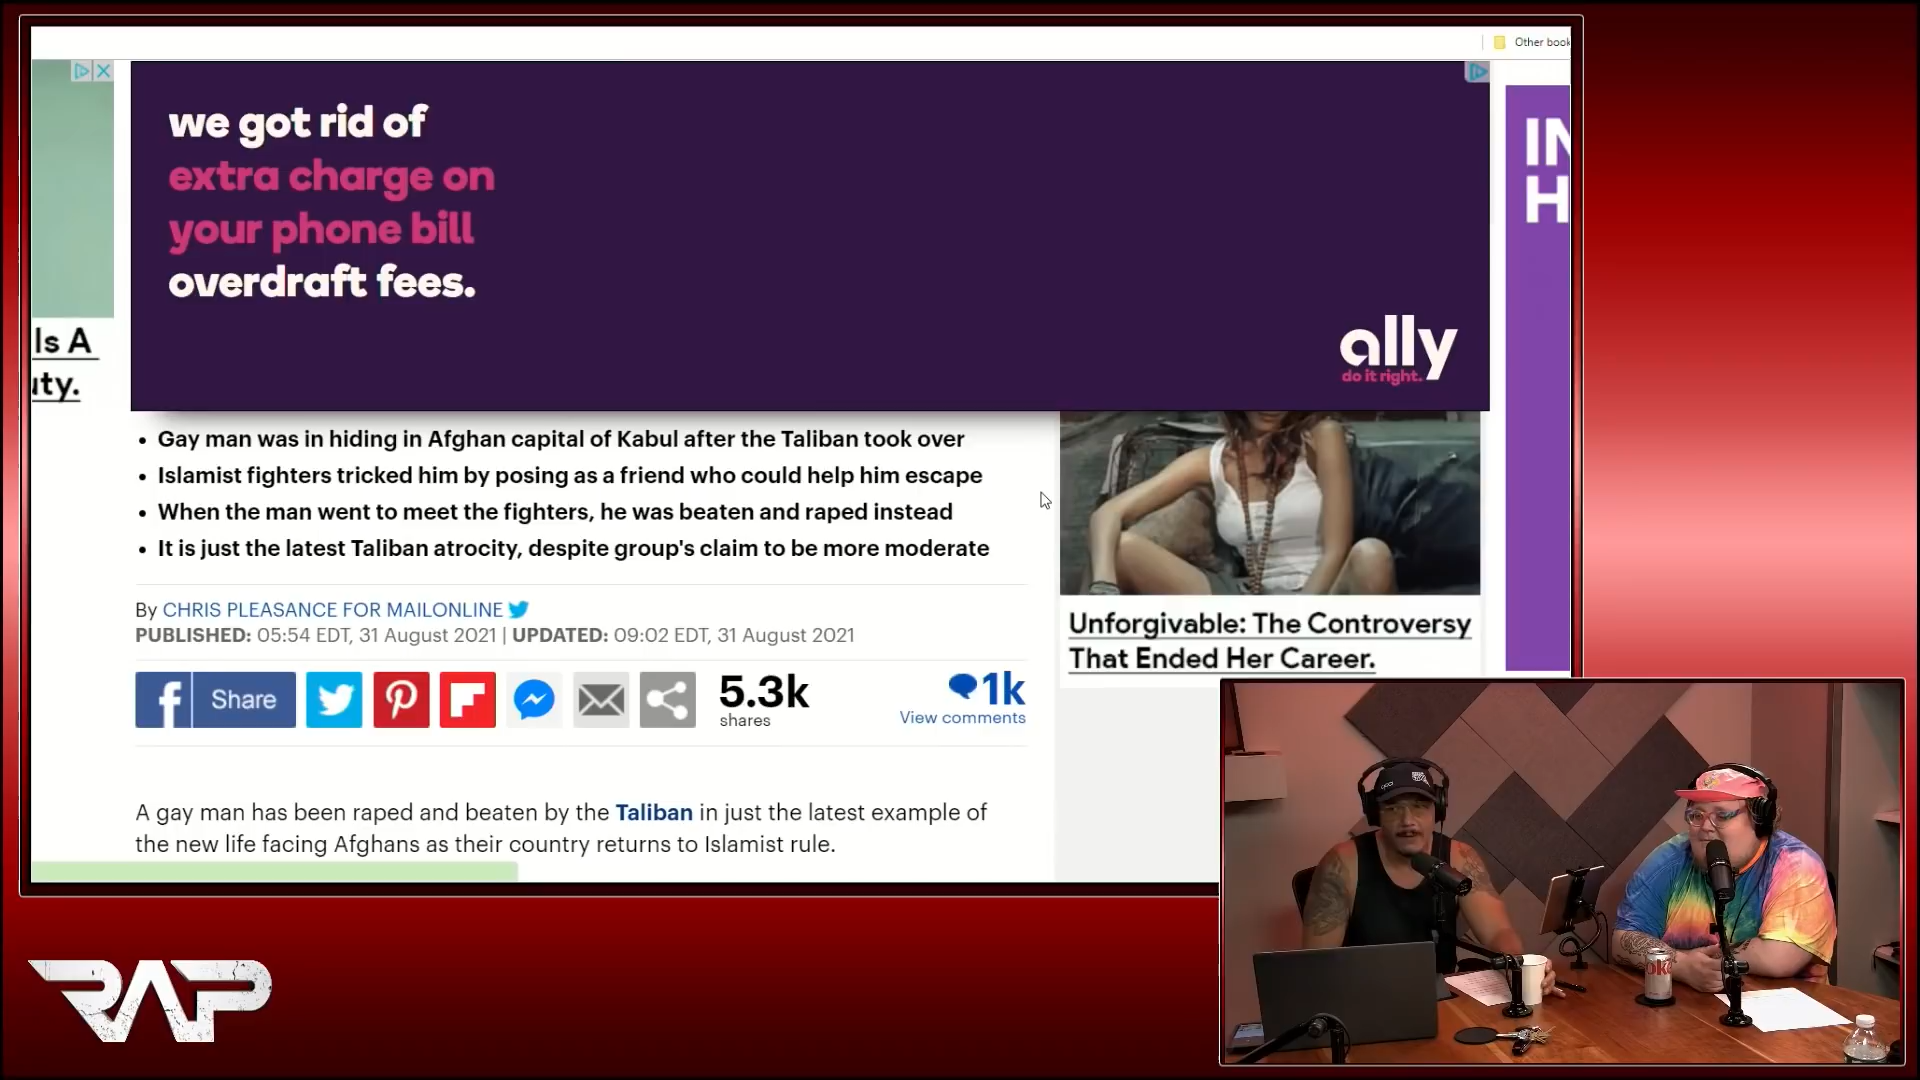 Other book
we got rid of
extra charge on
your phone bill
overdraft fees.
ally
do it right.
IN
H
Is A
uty.
• Gay man was in hiding in Afghan capital of Kabul after the Taliban took over
• Islamist fighters tricked him by posing as a friend who could help him escape
• When the man went to meet the fighters, he was beaten and raped instead
• It is just the latest Taliban atrocity, despite group's claim to be more moderate
By CHRIS PLEASANCE FOR MAILONLINE
PUBLISHED: 05:54 EDT, 31 August 2021 | UPDATED: 09:02 EDT, 31 August 2021
Share
5.3k
shares
1k
View comments
Unforgivable: The Controversy
That Ended Her Career.
A gay man has been raped and beaten by the Taliban in just the latest example of
the new life facing Afghans as their country returns to Islamist rule.
RAP